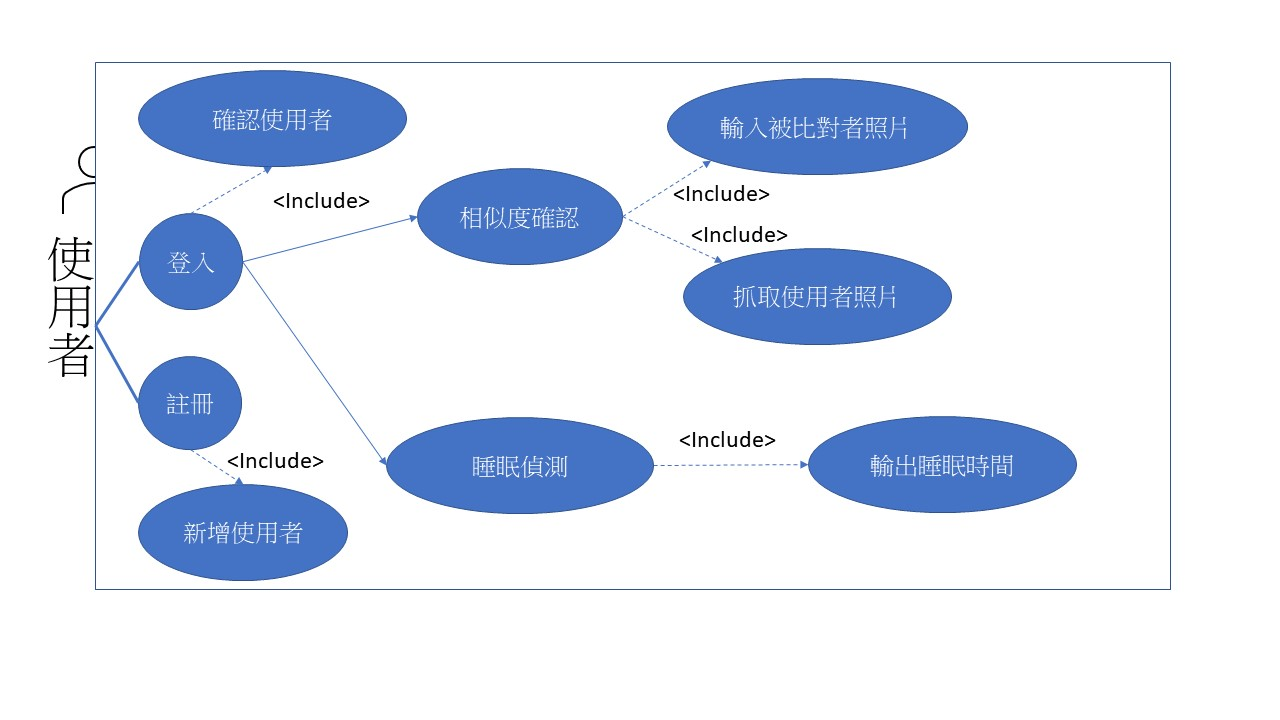 確認使用者
輸入被比對者照片
<Include>
<Include>
相似度確認
<Include>
使用者
登入
抓取使用者照片
註冊
<Include>
<Include>
睡眠偵測
輸出睡眠時間
新增使用者